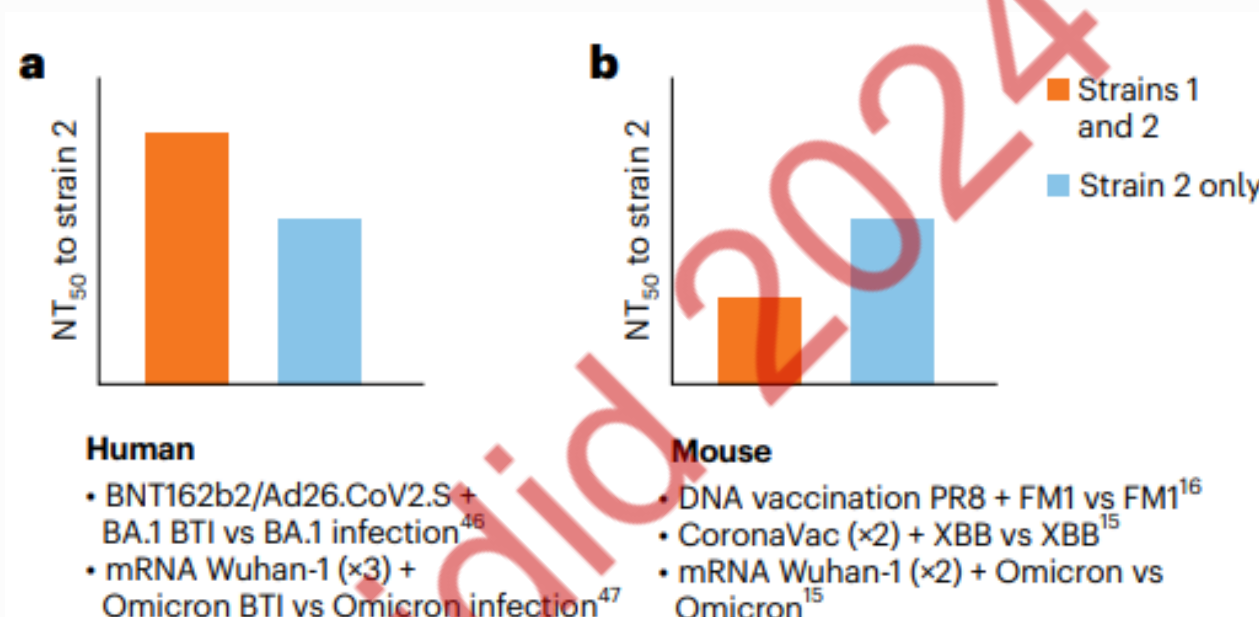 a
NT50 to strain 2
Human
• BNT162b2/Ad26.CoV2.S +
BA.1 BTI vs BA.1 infection46
• mRNA Wuhan-1 (×3) +
Omicron BTI vs Omicron infection47
b
NT50 to strain 2
Strains 1
and 2
Strain 2 only
Mouse
• DNA vaccination PR8 + FM1 vs FM116
• CoronaVac (×2) + XBB vs XBB15
• mRNA Wuhan-1 (×2) + Omicron vs
Omicron15
did 2024